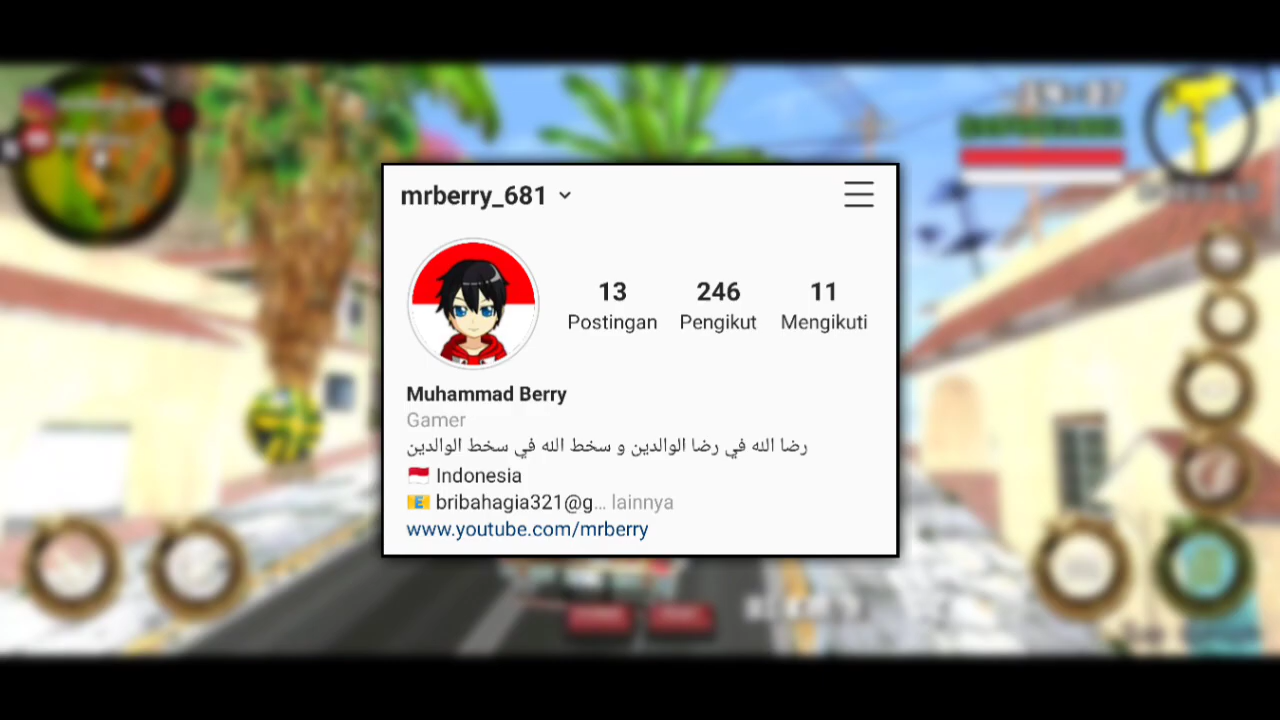 mrberry_681
13 246 11
Postingan Pengikut Mengikuti
Muhammad Berry
Gamer
رضا الله في رضا الوالدين و سخط الله في سخط الوالدين
🇮🇩 Indonesia
📧 bribahagia321@g... lainnya
www.youtube.com/mrberry